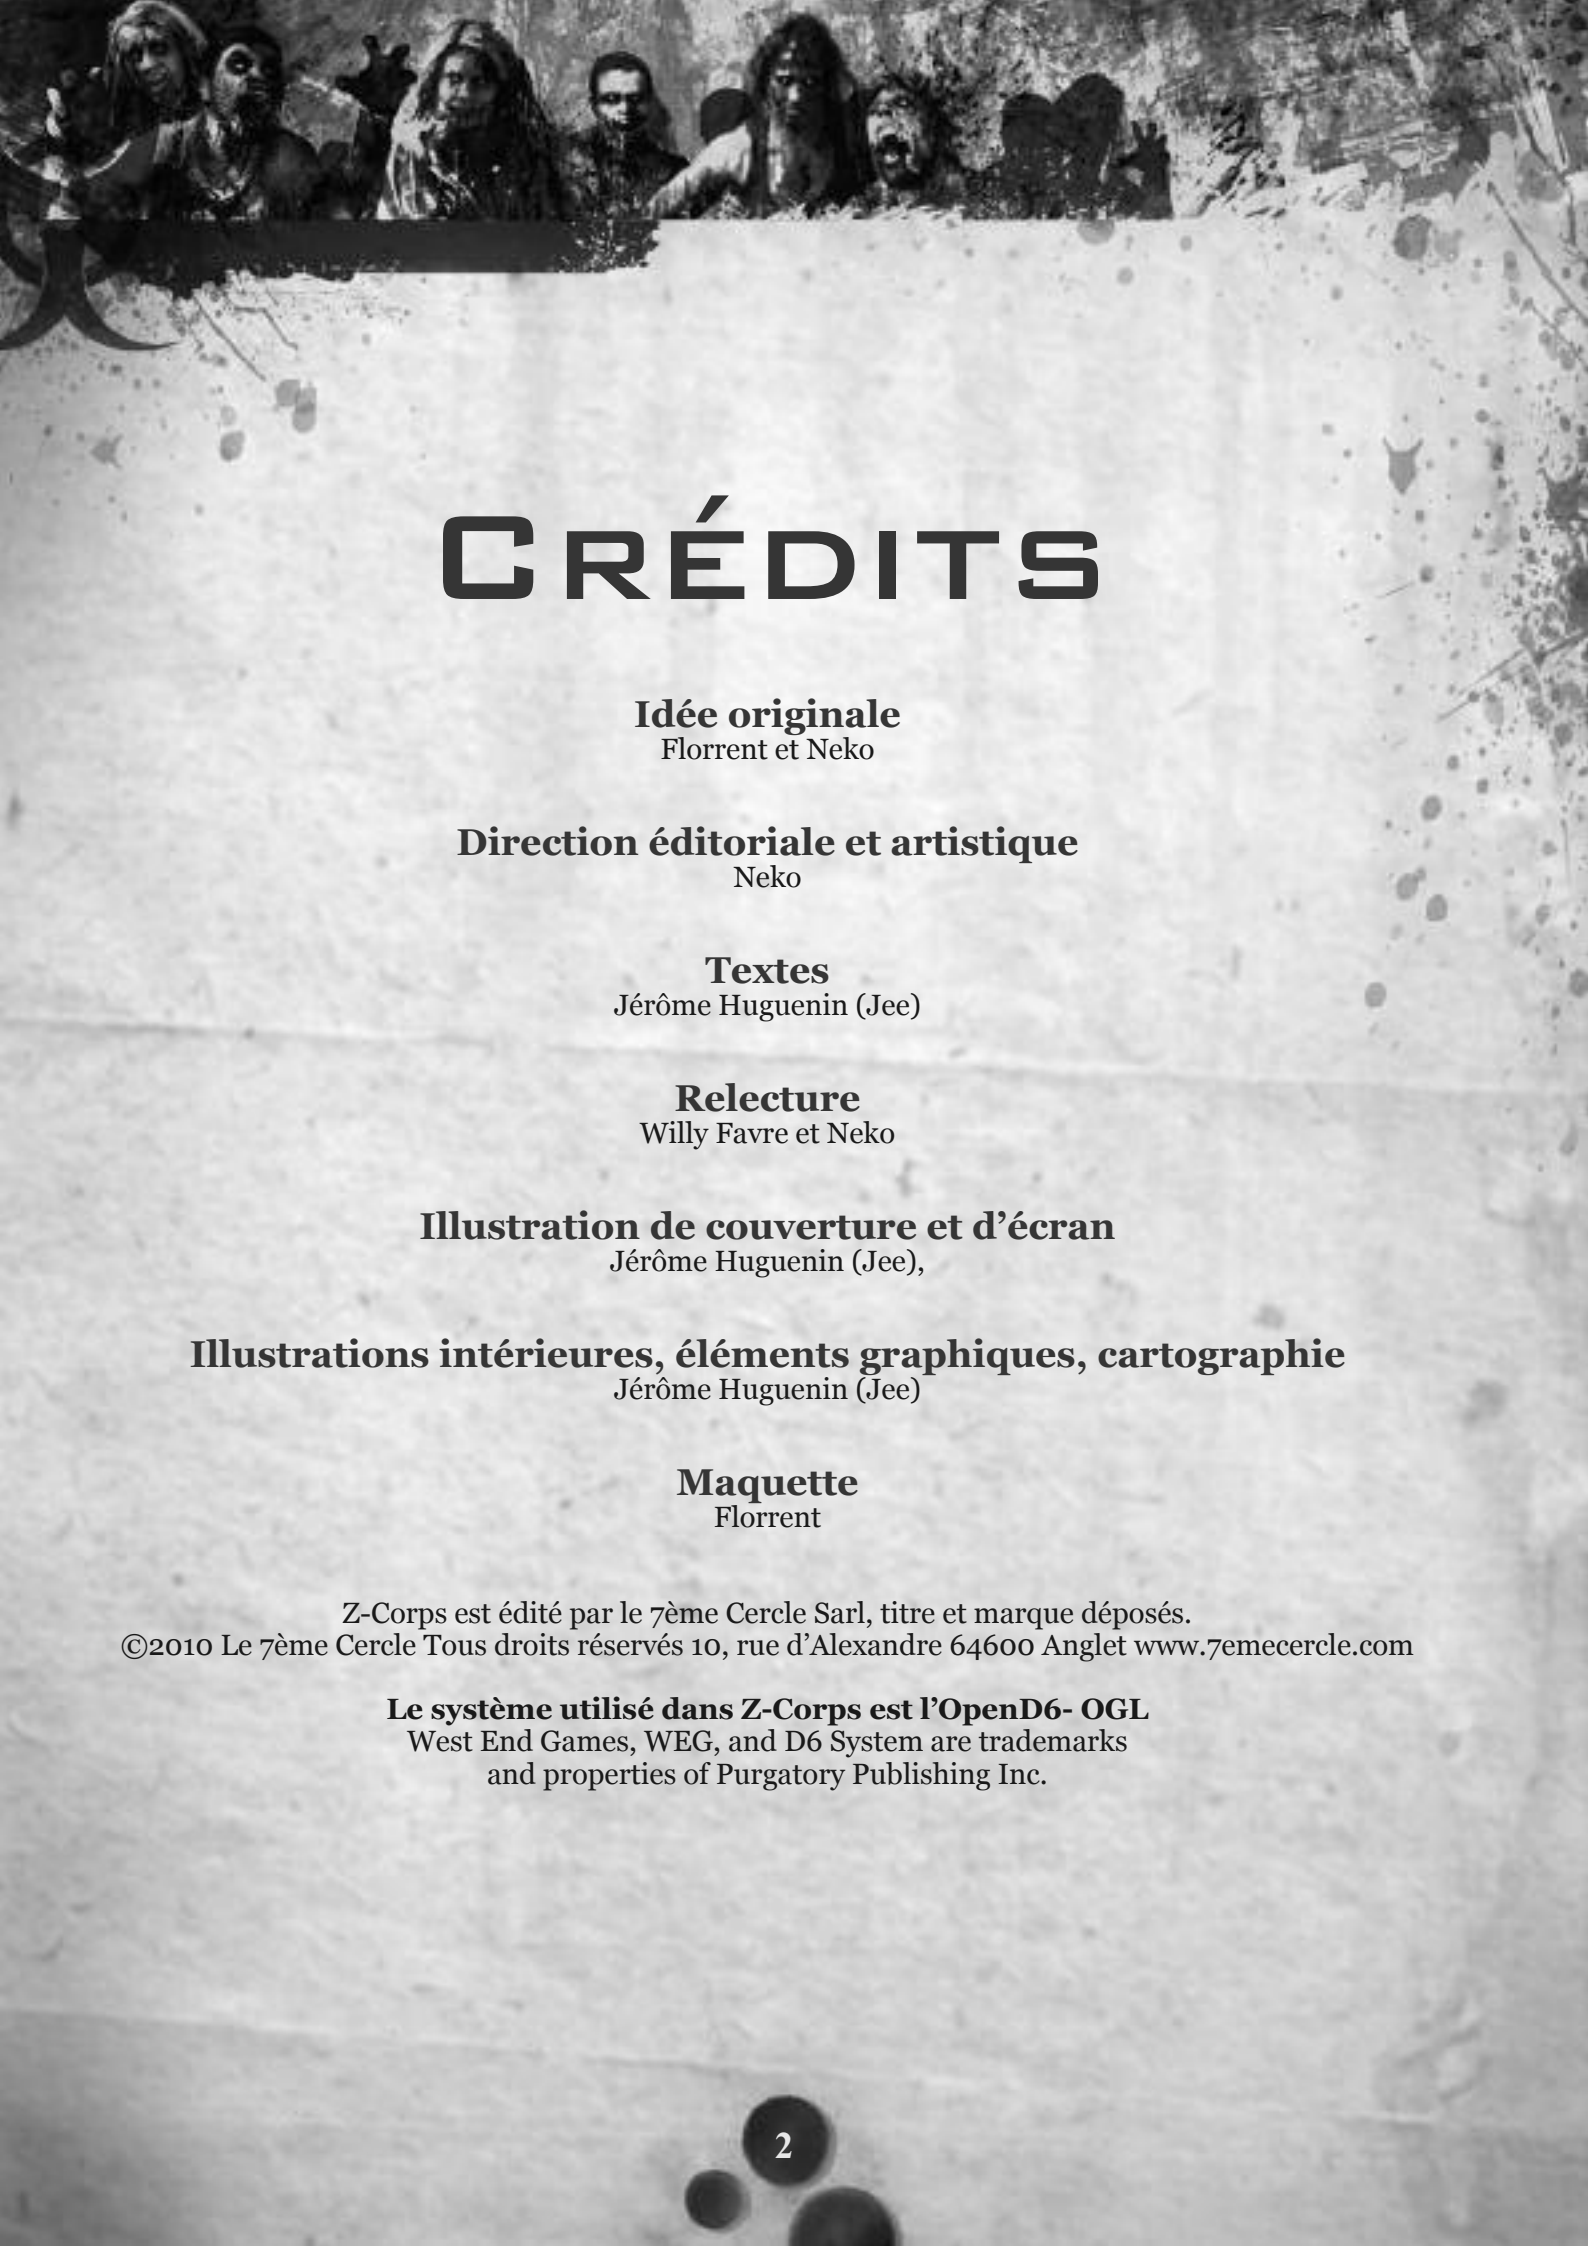 CRÉDITS
Idée originale
Florrent et Neko
Direction éditoriale et artistique
Neko
Textes
Jérôme Huguenin (Jee)
Relecture
Willy Favre et Neko
Illustration de couverture et d’écran
Jérôme Huguenin (Jee),
Illustrations intérieures, éléments graphiques, cartographie
Jérôme Huguenin (Jee)
Maquette
Florrent
Z-Corps est édité par le 7ème Cercle Sarl, titre et marque déposés.
©2010 Le 7ème Cercle Tous droits réservés 10, rue d’Alexandre 64600 Anglet www.7emecercle.com
Le système utilisé dans Z-Corps est l’OpenD6- OGL
West End Games, WEG, and D6 System are trademarks
and properties of Purgatory Publishing Inc.
2